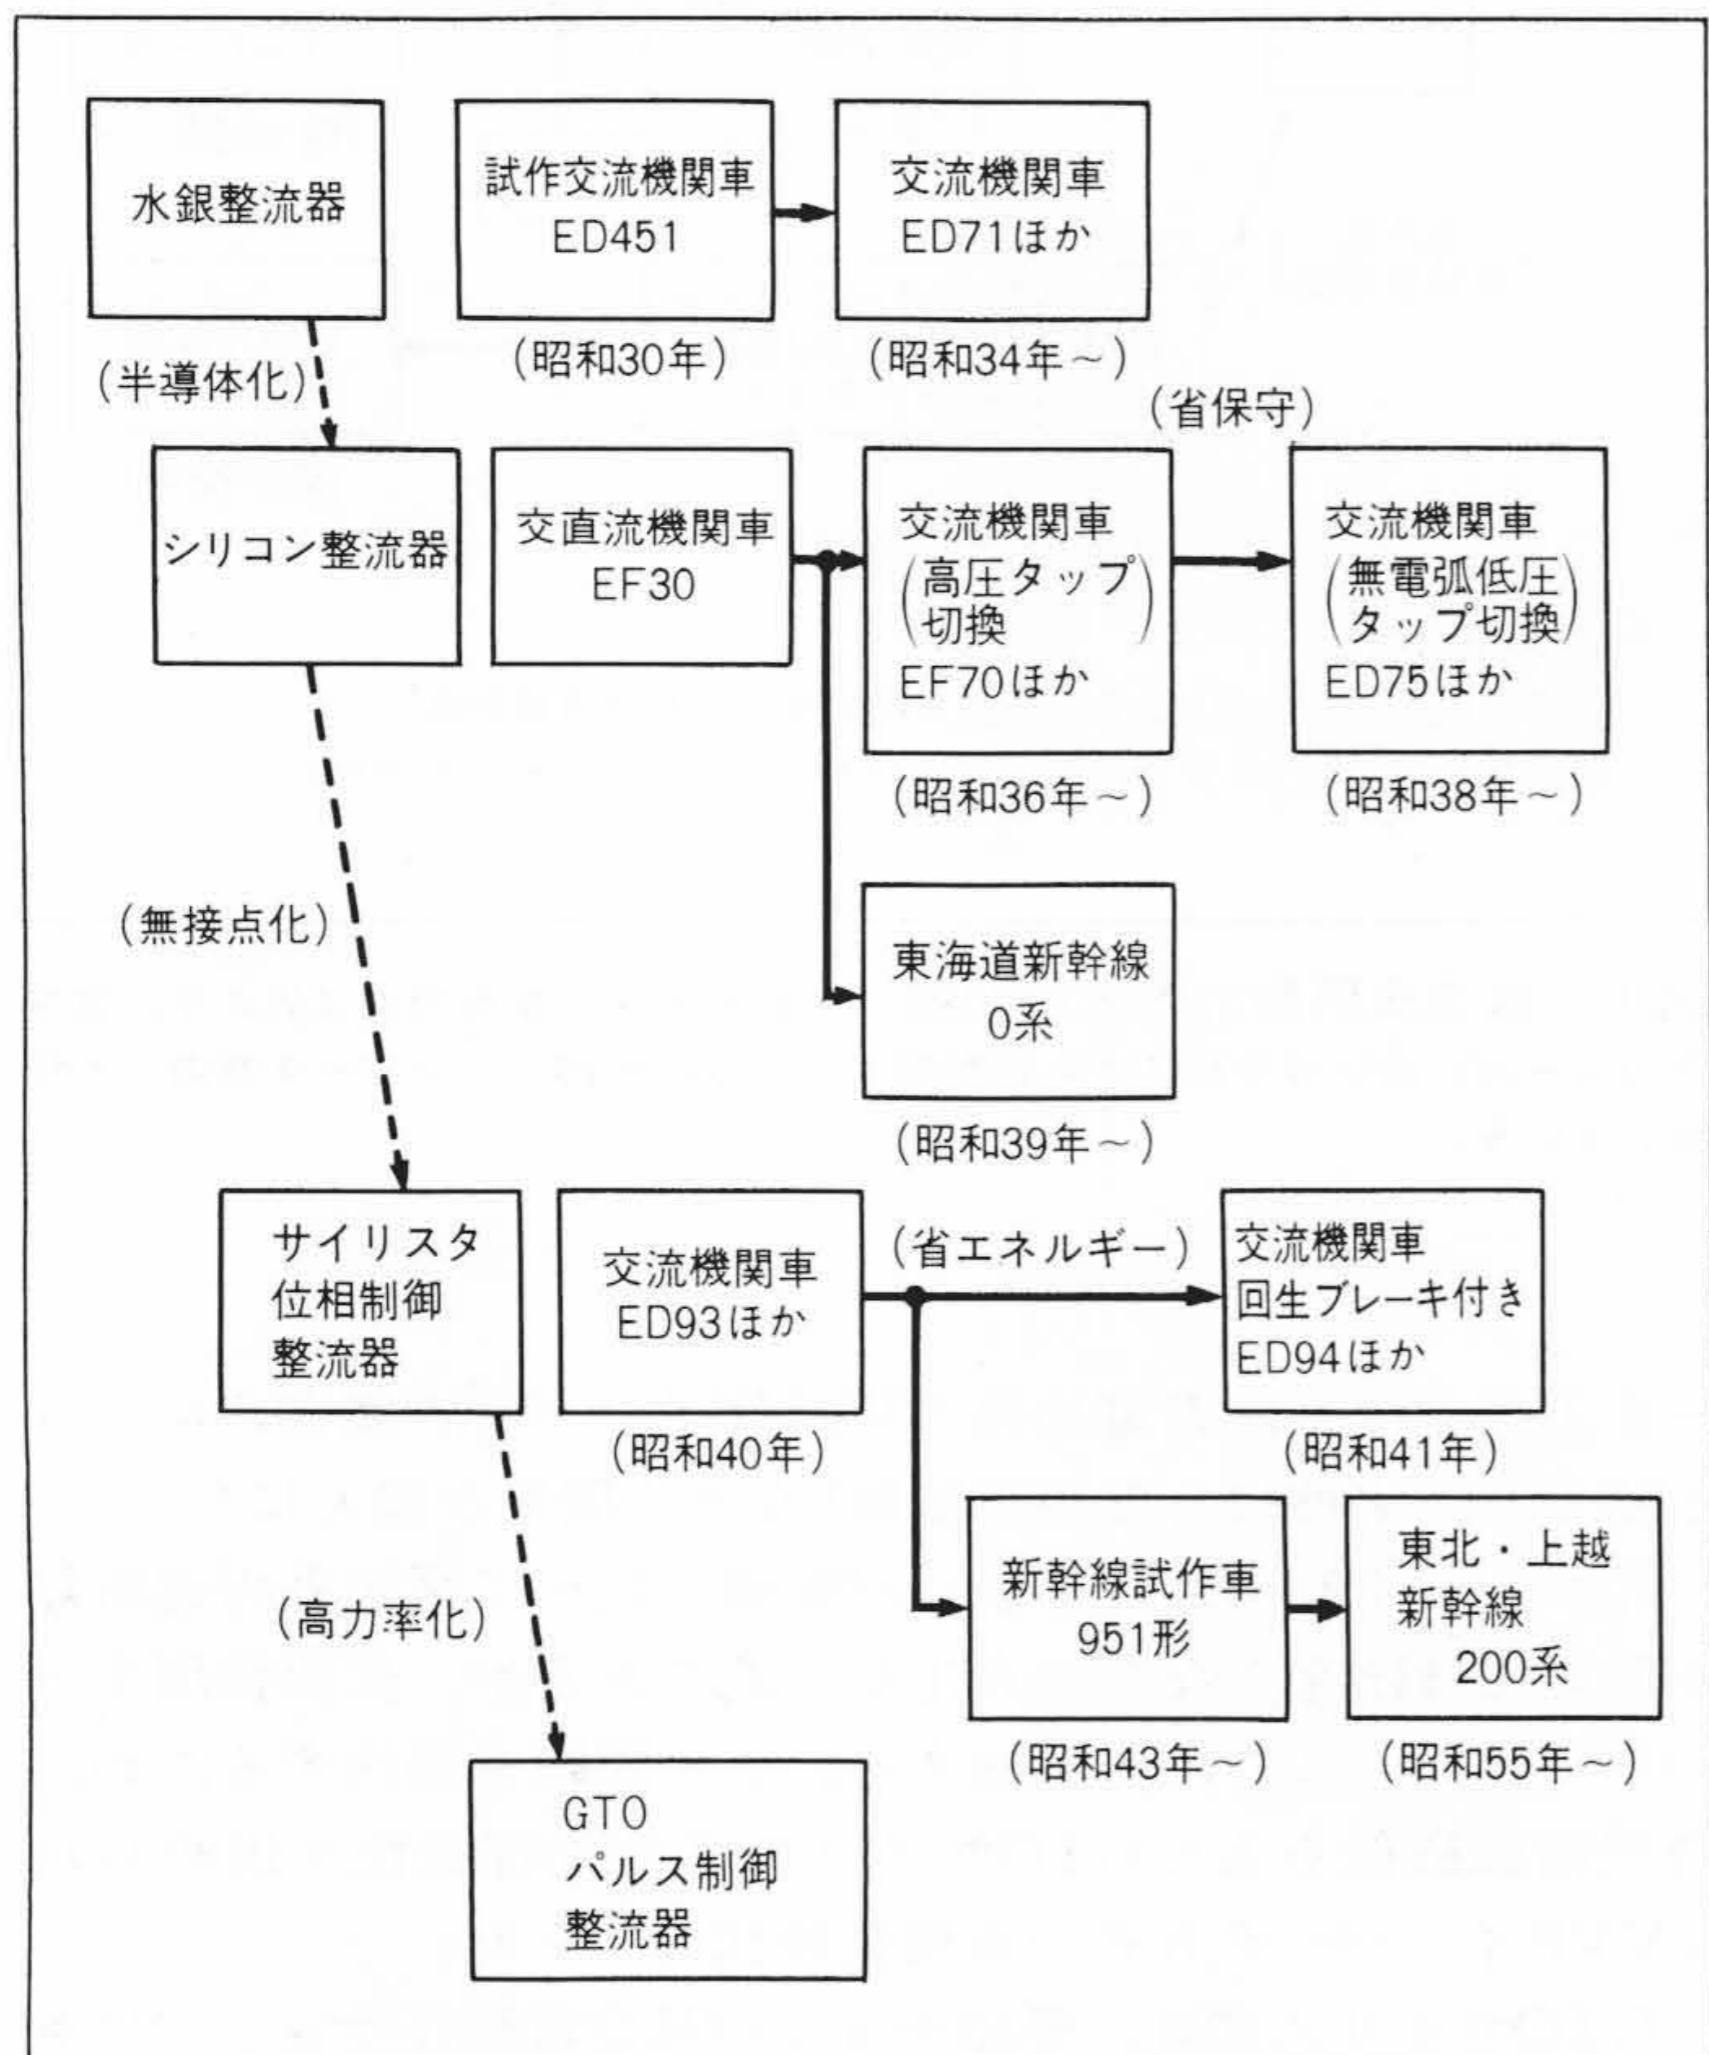 水銀整流器
試作交流機関車
ED451
(昭和30年)
交流機関車
ED71ほか
(昭和34年~)
(半導体化)
シリコン整流器
交直流機関車
EF30
交流機関車
(高圧タップ
切換)
EF70ほか
(昭和36年~)
(省保守)
交流機関車
(無電弧低圧
タップ切換)
ED75ほか
(昭和38年~)
東海道新幹線
0系
(昭和39年~)
(無接点化)
サイリスタ
位相制御
整流器
交流機関車
ED93ほか
(昭和40年)
(省エネルギー)
交流機関車
回生ブレーキ付き
ED94ほか
(昭和41年)
新幹線試作車
951形
(昭和43年~)
東北・上越
新幹線
200系
(昭和55年~)
(高力率化)
GTO
パルス制御
整流器